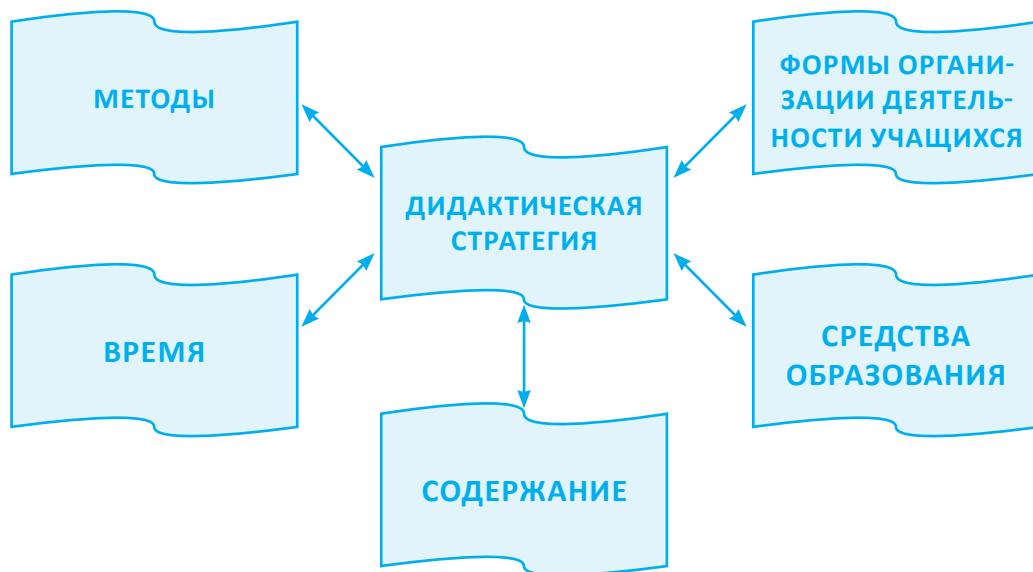 МЕТОДЫ
ФОРМЫ ОРГАНИ-
ЗАЦИИ ДЕЯТЕЛЬ-
НОСТИ УЧАЩИХСЯ
ДИДАКТИЧЕСКАЯ
СТРАТЕГИЯ
ВРЕМЯ
СРЕДСТВА
ОБРАЗОВАНИЯ
СОДЕРЖАНИЕ